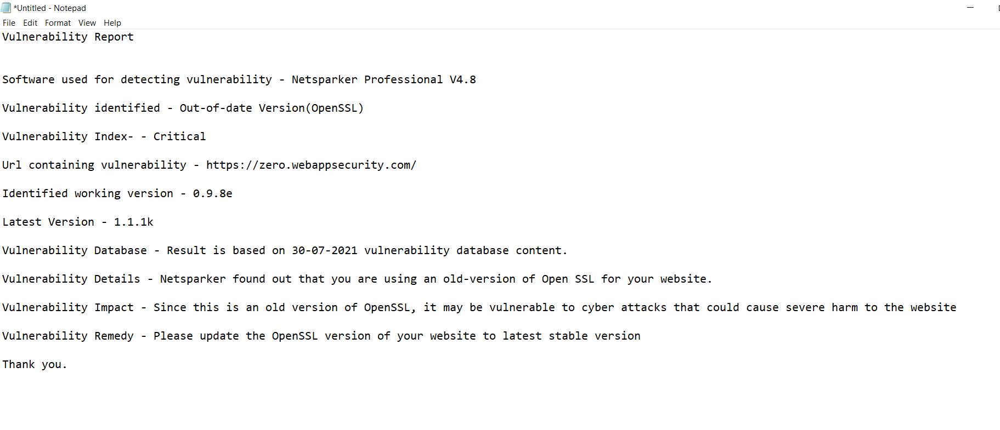 *Untitled - Notepad
File Edit Format View Help
Vulnerability Report
Software used for detecting vulnerability - Netsparker Professional V4.8
Vulnerability identified - Out-of-date Version(OpenSSL)
Vulnerability Index- - Critical
Url containing vulnerability - https://zero.webappsecurity.com/
Identified working version - 0.9.8e
Latest Version - 1.1.1k
Vulnerability Database - Result is based on 30-07-2021 vulnerability database content.
Vulnerability Details - Netsparker found out that you are using an old-version of Open SSL for your website.
Vulnerability Impact - Since this is an old version of OpenSSL, it may be vulnerable to cyber attacks that could cause severe harm to the website
Vulnerability Remedy - Please update the OpenSSL version of your website to latest stable version
Thank you.